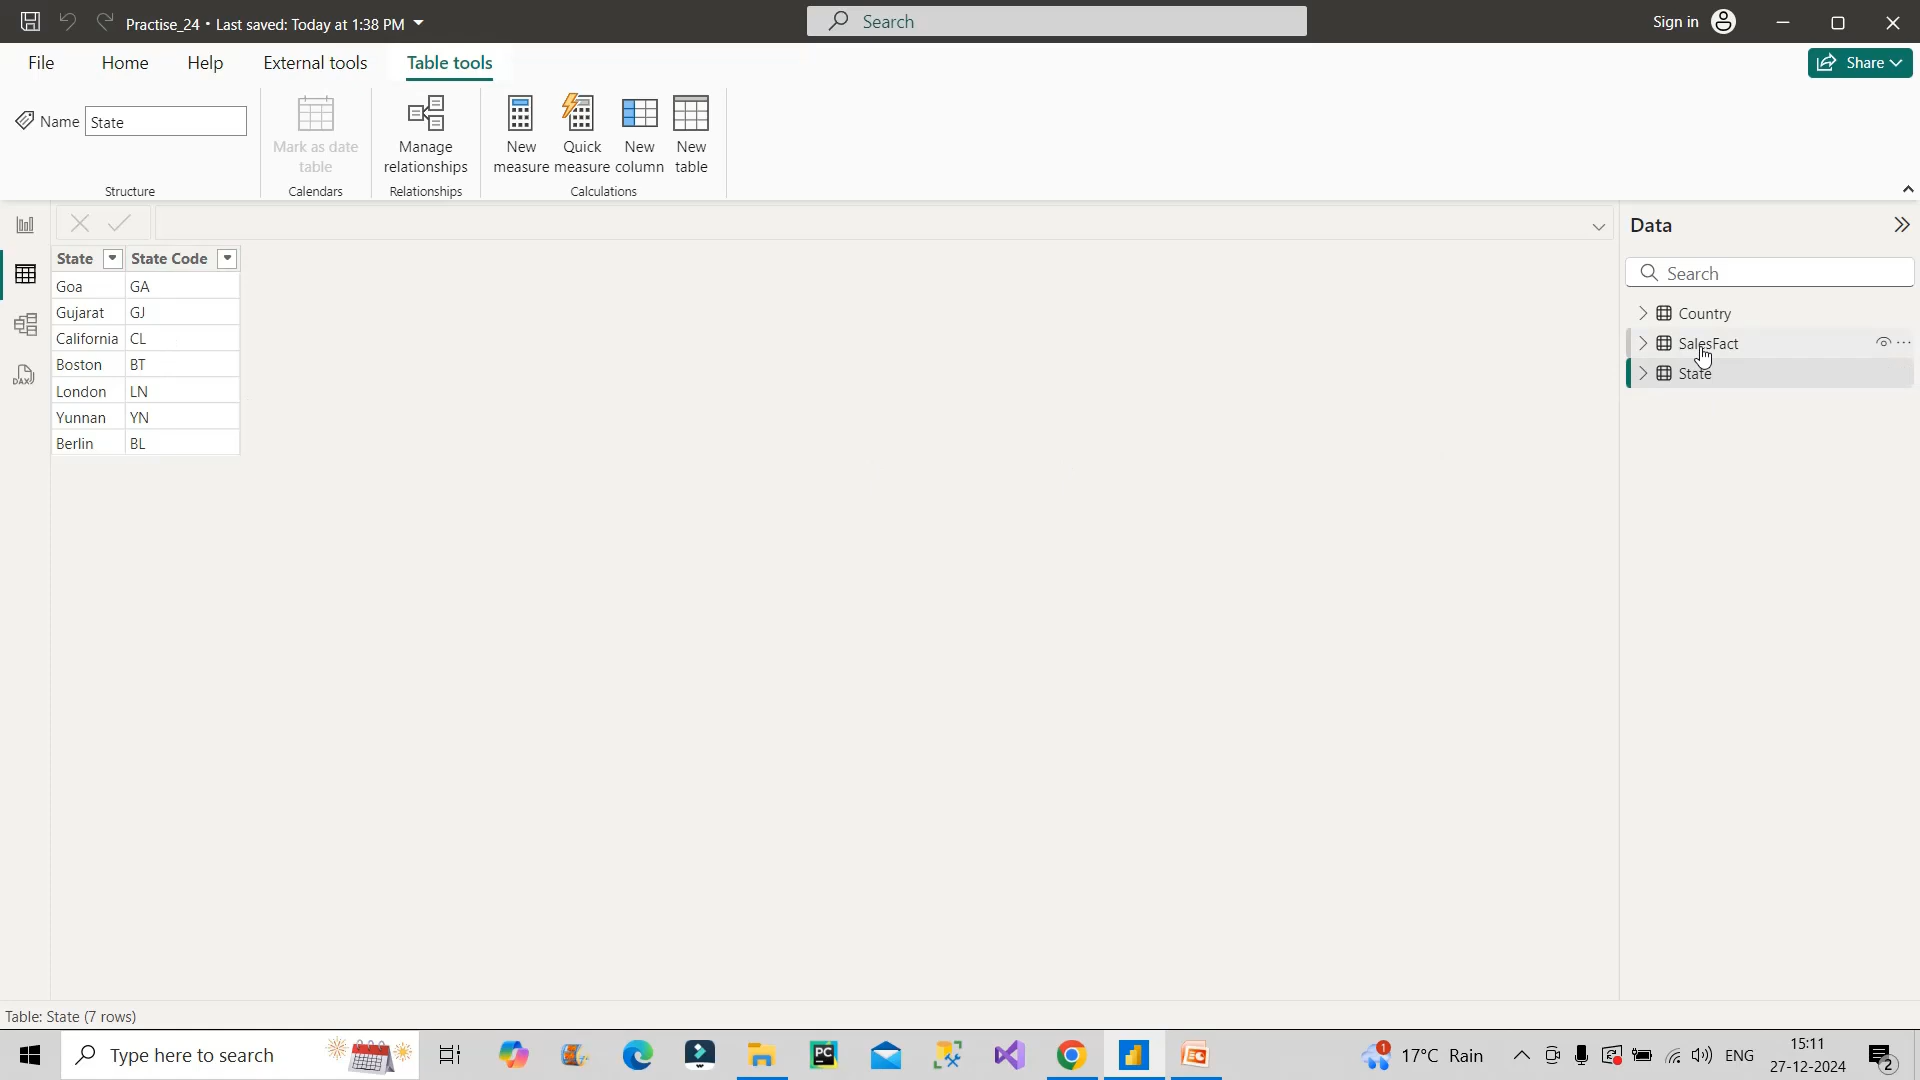 Practise_24 • Last saved: Today at 1:38 PM
Search
Sign in
File
Home
Help
External tools
Table tools
Share
Name
State
Mark as date table
Manage relationships
New measure
Quick measure
New column
New table
Structure
Calendars
Relationships
Calculations
Data
Search
Country
SalesFact
State
State State Code
Goa GA
Gujarat GJ
California CL
Boston BT
London LN
Yunnan YN
Berlin BL
DAX
Table: State (7 rows)
Type here to search
PC
1
17°C Rain
ENG
15:11
27-12-2024
2